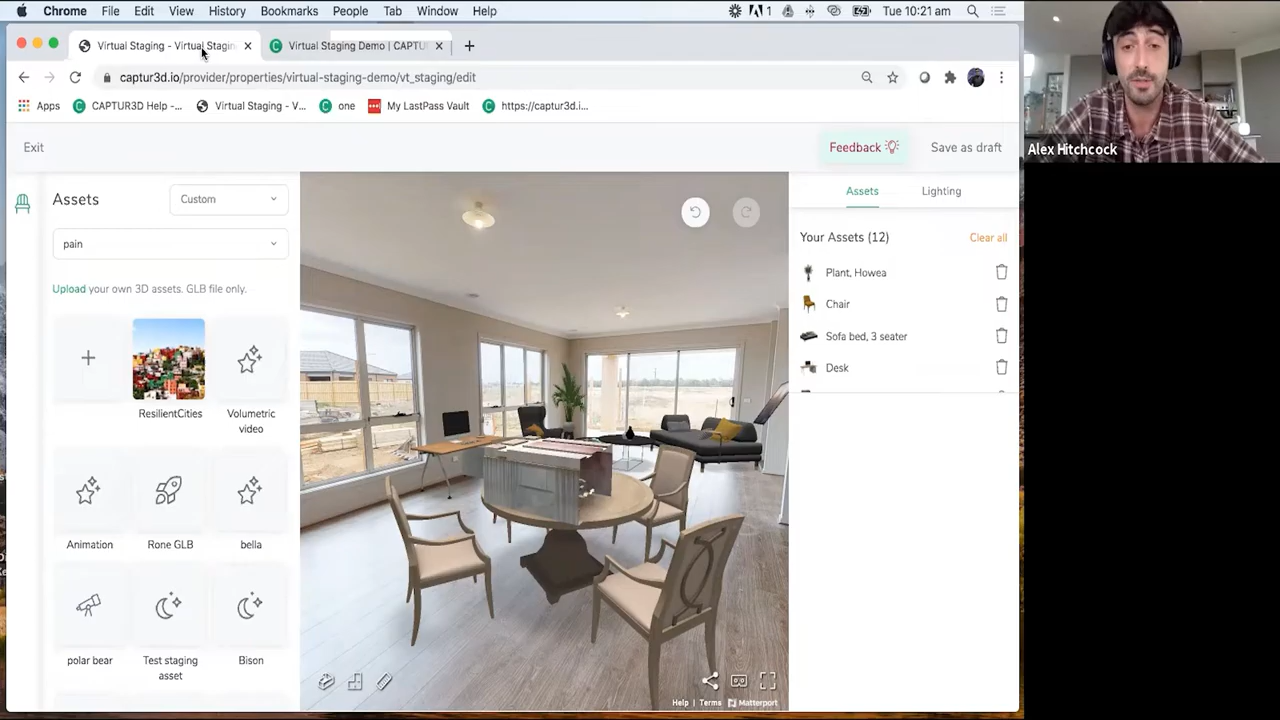 Chrome File Edit View History Bookmarks People Tab Window Help
1 Tue 10:21 am
Virtual Staging - Virtual Stagin
Virtual Staging Demo | CAPTUR
captur3d.io/provider/properties/virtual-staging-demo/vt_staging/edit
Apps CAPTUR3D Help -... Virtual Staging - V... one My LastPass Vault https://captur3d.i...
Alex Hitchcock
Exit
Feedback
Save as draft
Assets
Custom
pain
Upload your own 3D assets. GLB file only.
ResilientCities
Volumetric
video
Animation
Rone GLB
bella
polar bear
Test staging
asset
Bison
Help | Terms
Matterport
Assets
Lighting
Your Assets (12)
Clear all
Plant, Howea
Chair
Sofa bed, 3 seater
Desk